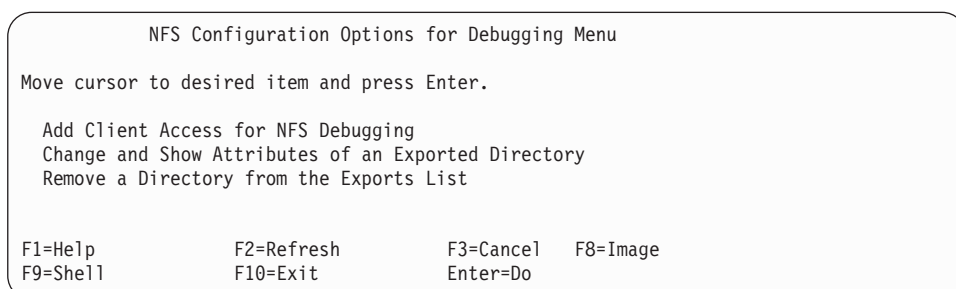 NFS Configuration Options for Debugging Menu
Move cursor to desired item and press Enter.
Add Client Access for NFS Debugging
Change and Show Attributes of an Exported Directory
Remove a Directory from the Exports List
F1=Help F2=Refresh F3=Cancel F8=Image
F9=Shell F10=Exit Enter=Do